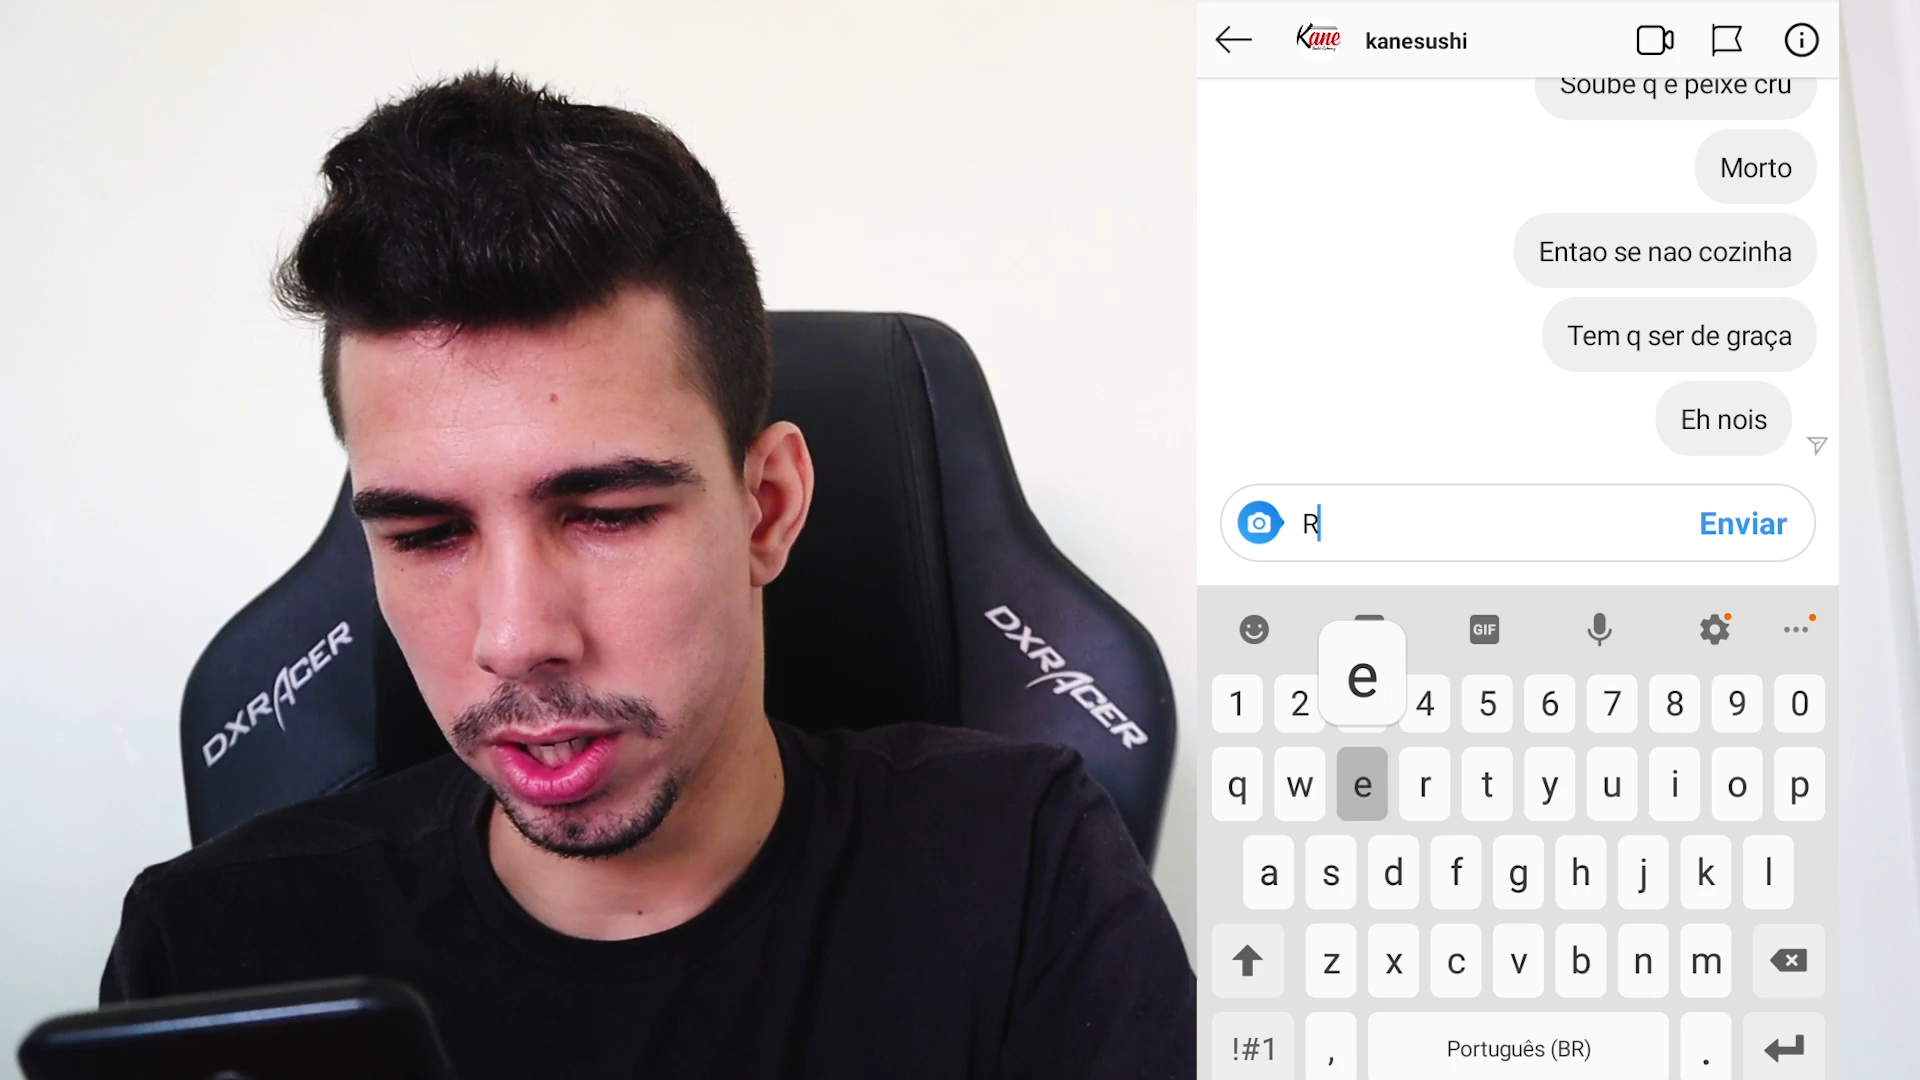 Kane
kanesushi
Soube q e peixe cru
Morto
Entao se nao cozinha
Tem q ser de graça
Eh nois
R
Enviar
GIF
e
1 2 4 5 6 7 8 9 0
q w e r t y u i o p
a s d f g h j k l
z x c v b n m
!#1 , Português (BR) .
DXRACER
DXRACER